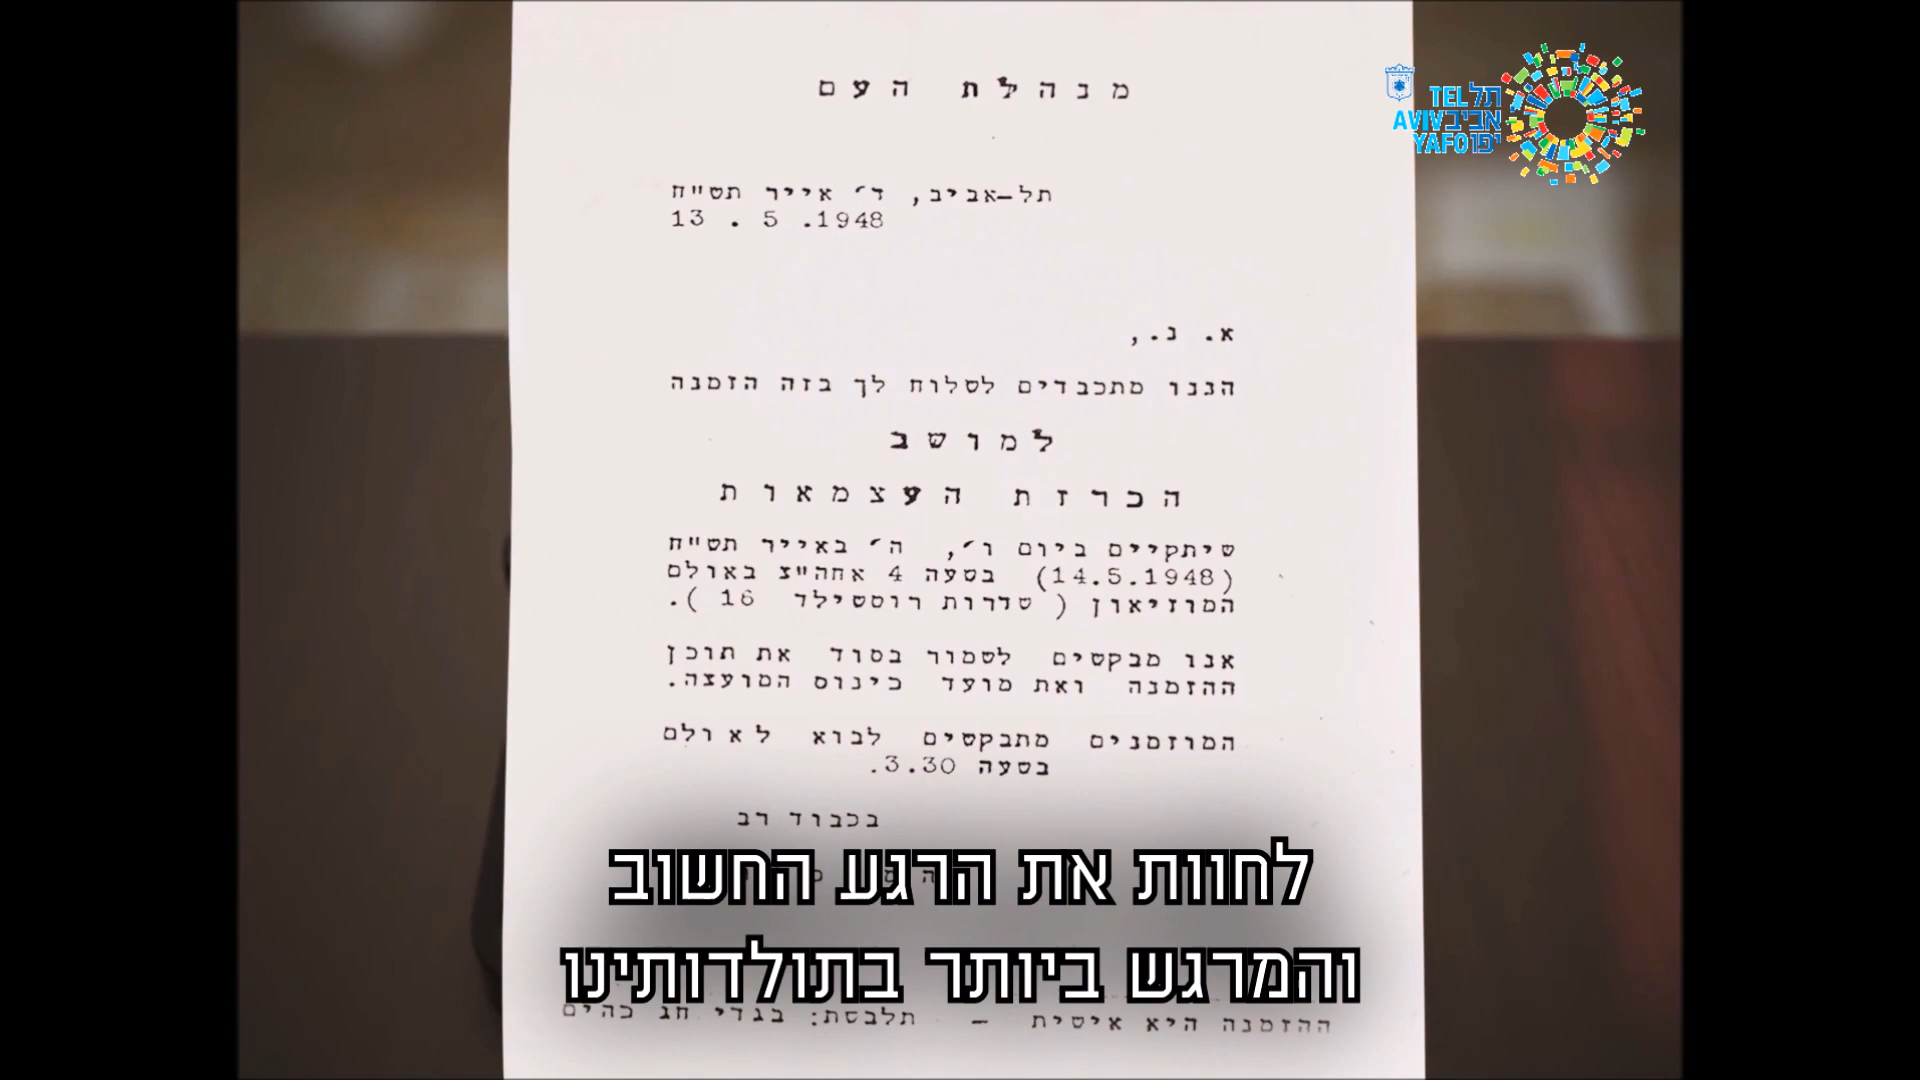 מנהלת העם
תל-אביב, ד׳ אייר תש"ח
13 . 5 .1948
א. נ.,
הננו מתכבדים לשלוח לך בזה הזמנה
למושב
הכרזת העצמאות
שיתקיים ביום ו׳, ה׳ באייר תש"ח
(14.5.1948) בשעה 4 אחה"צ באולם
המוזיאון ( שדרות רוטשילד 16 ).
אנו מבקשים לשמור בסוד את תוכן
ההזמנה ואת מועד כינוס המועצה.
המוזמנים מתבקשים לבוא לאולם
בשעה 3.30.
בכבוד רב
לחוות את הרגע החשוב
והמרגש ביותר בתולדותינו
ההזמנה היא אישית – תלבשת: בגדי חג כהים
TEL תל
AVIV אביב
YAFO יפו